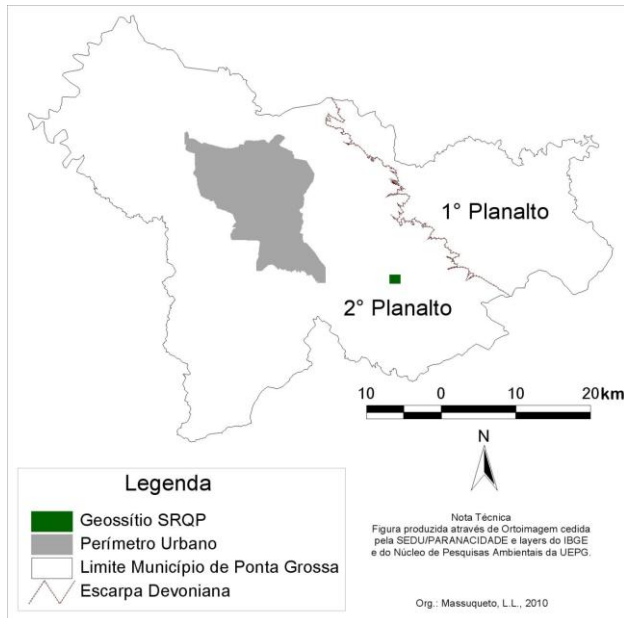 1° Planalto
2° Planalto
10 0 10 20 km
N
Legenda
Geossítio SRQP
Perímetro Urbano
Limite Município de Ponta Grossa
Escarpa Devoniana
Nota Técnica
Figura produzida através de Ortoimagem cedida
pela SEDU/PARANACIDADE e layers do IBGE
e do Núcleo de Pesquisas Ambientais da UEPG.
Org.: Massuqueto, L.L., 2010